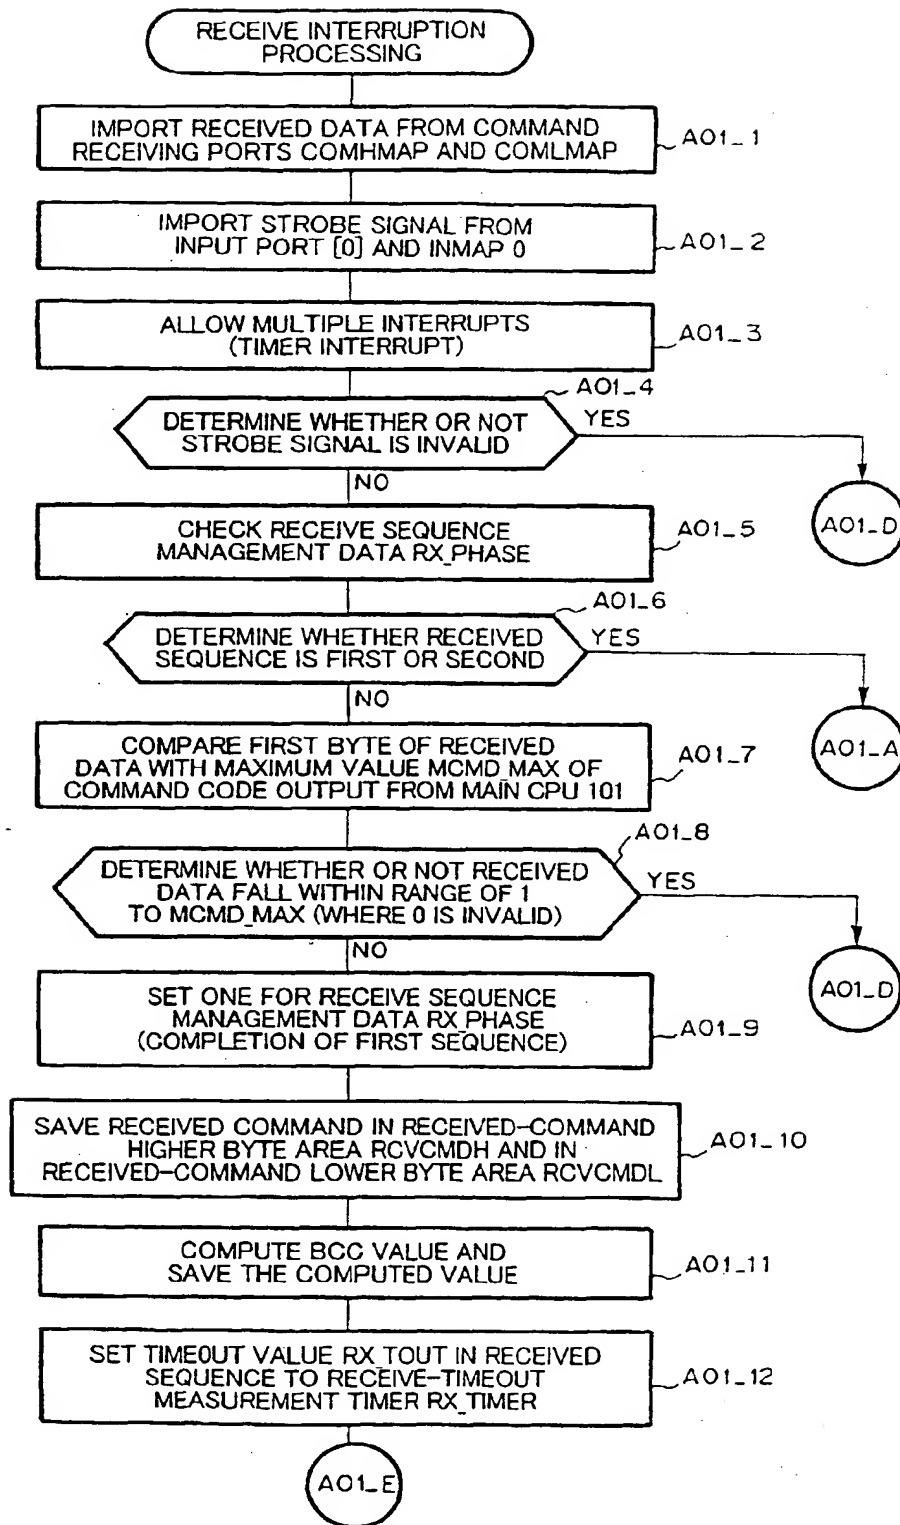 RECEIVE INTERRUPTION
PROCESSING
IMPORT RECEIVED DATA FROM COMMAND
RECEIVING PORTS COMHMAP AND COMLMAP
A01_1
IMPORT STROBE SIGNAL FROM
INPUT PORT [0] AND INMAP 0
A01_2
ALLOW MULTIPLE INTERRUPTS
(TIMER INTERRUPT)
A01_3
A01_4
DETERMINE WHETHER OR NOT
STROBE SIGNAL IS INVALID
YES
NO
A01_D
CHECK RECEIVE SEQUENCE
MANAGEMENT DATA RX_PHASE
A01_5
A01_6
DETERMINE WHETHER RECEIVED
SEQUENCE IS FIRST OR SECOND
YES
NO
A01_A
COMPARE FIRST BYTE OF RECEIVED
DATA WITH MAXIMUM VALUE MCMD_MAX OF
COMMAND CODE OUTPUT FROM MAIN CPU 101
A01_7
A01_8
DETERMINE WHETHER OR NOT RECEIVED
DATA FALL WITHIN RANGE OF 1
TO MCMD_MAX (WHERE 0 IS INVALID)
YES
NO
A01_D
SET ONE FOR RECEIVE SEQUENCE
MANAGEMENT DATA RX_PHASE
(COMPLETION OF FIRST SEQUENCE)
A01_9
SAVE RECEIVED COMMAND IN RECEIVED-COMMAND
HIGHER BYTE AREA RCVCMDH AND IN
RECEIVED-COMMAND LOWER BYTE AREA RCVCMDL
A01_10
COMPUTE BCC VALUE AND
SAVE THE COMPUTED VALUE
A01_11
SET TIMEOUT VALUE RX_TOUT IN RECEIVED
SEQUENCE TO RECEIVE-TIMEOUT
MEASUREMENT TIMER RX_TIMER
A01_12
A01_E